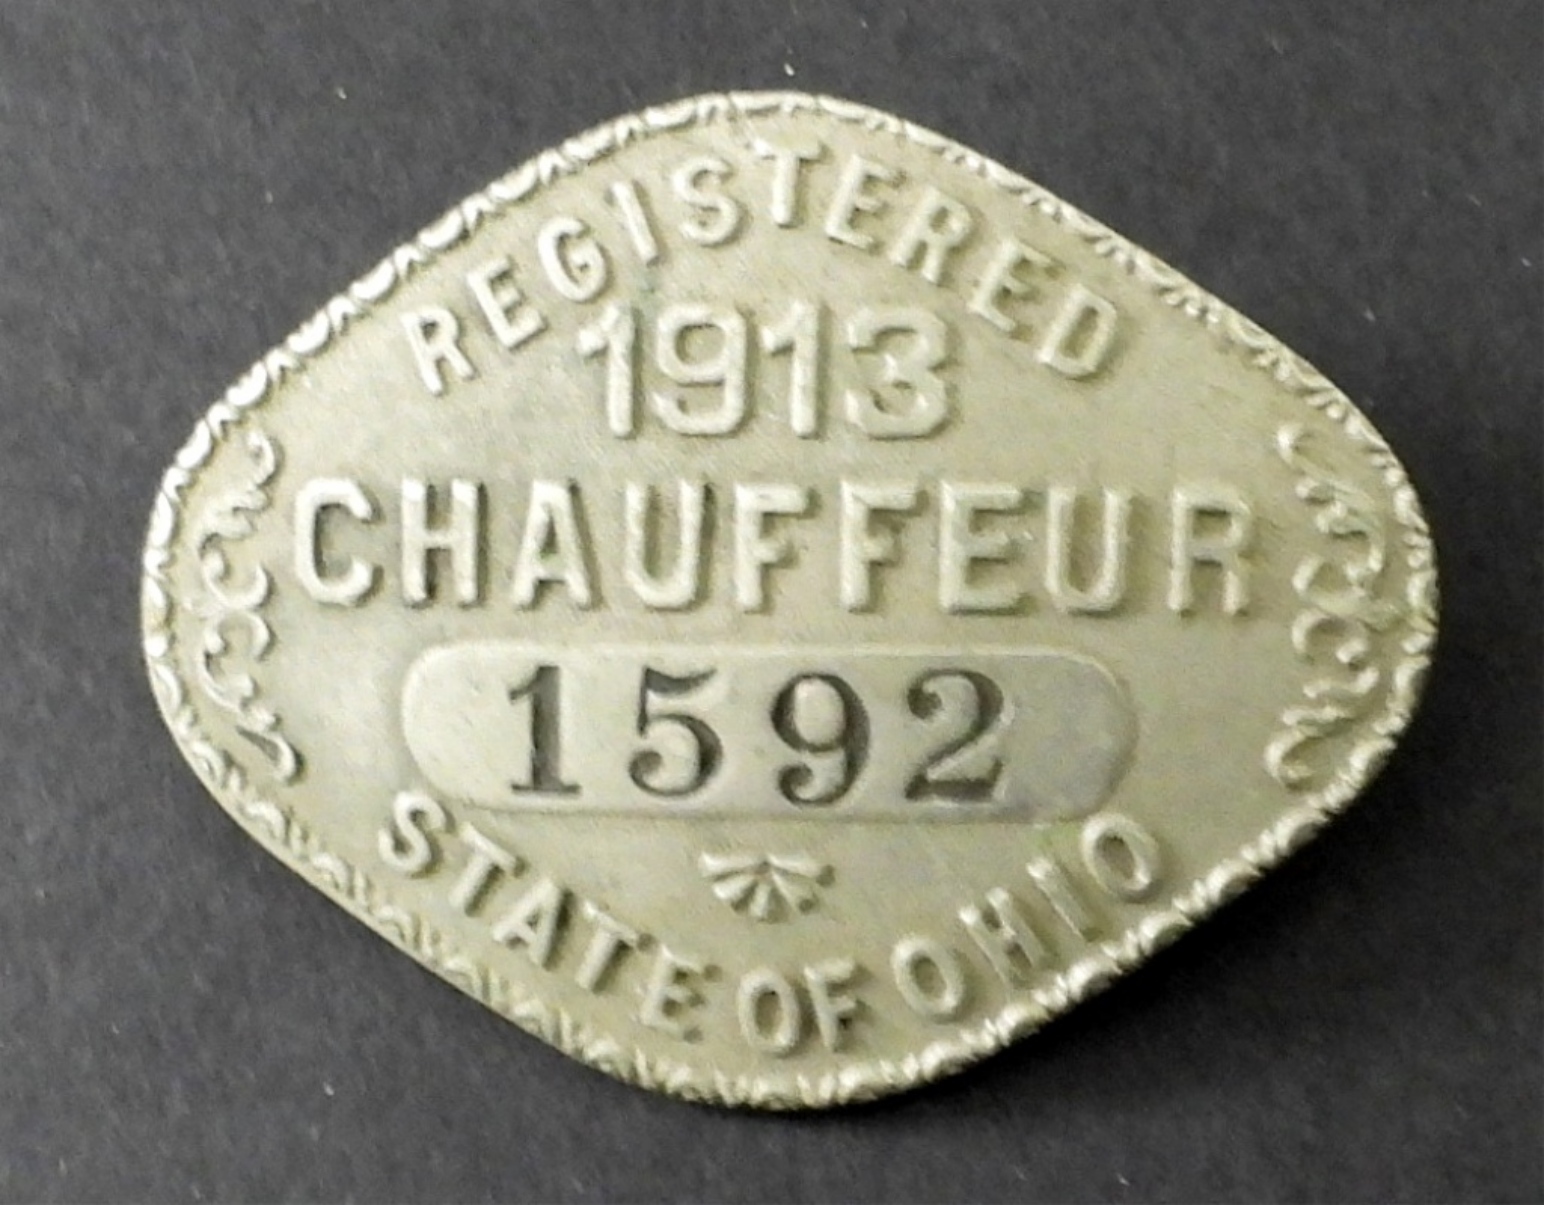 REGISTERED
1913
CHAUFFEUR
1592
STATE OF OHIO